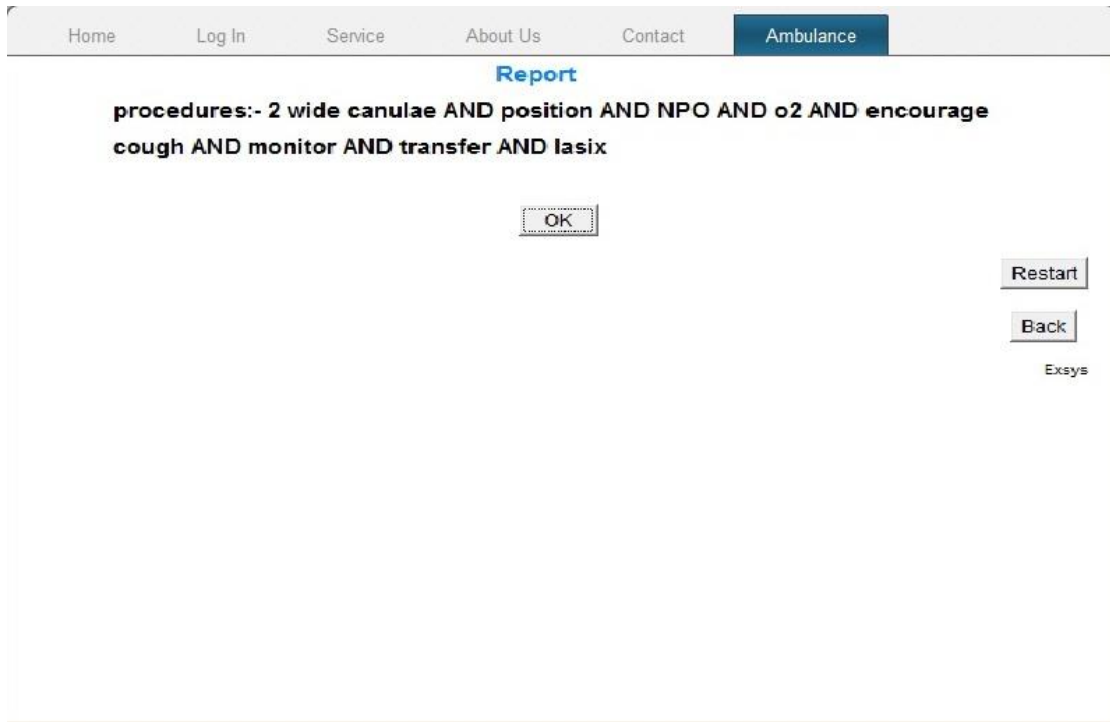 Home Log In Service About Us Contact Ambulance
Report
procedures:- 2 wide canulae AND position AND NPO AND o2 AND encourage
cough AND monitor AND transfer AND lasix
OK
Restart
Back
Exsys